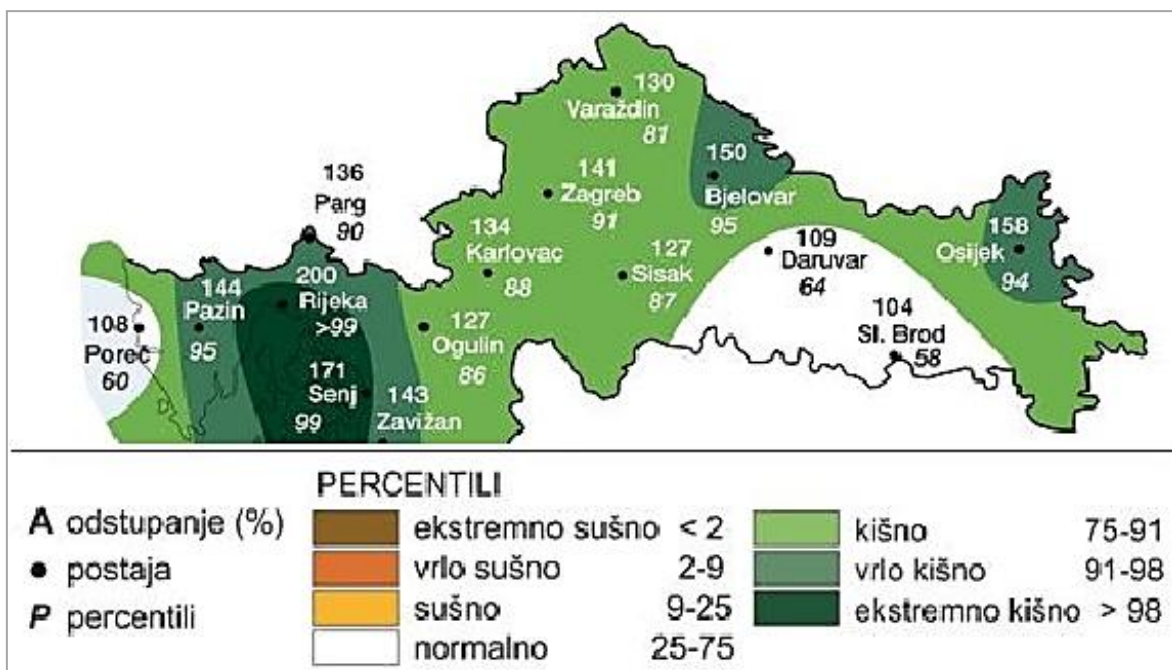 130
Varaždin
81
150
Bjelovar
95
141
Zagreb
91
136
Parg
90
134
Karlovac
88
127
Sisak
87
109
Daruvar
64
158
Osijek
94
104
Sl. Brod
58
200
Rijeka
>99
144
Pazin
95
108
Poreč
60
127
Ogulin
86
171
Senj
99
143
Zavižan
PERCENTILI
A odstupanje (%)
• postaja
P percentili
ekstremno sušno < 2
vrlo sušno 2-9
sušno 9-25
normalno 25-75
kišno 75-91
vrlo kišno 91-98
ekstremno kišno > 98